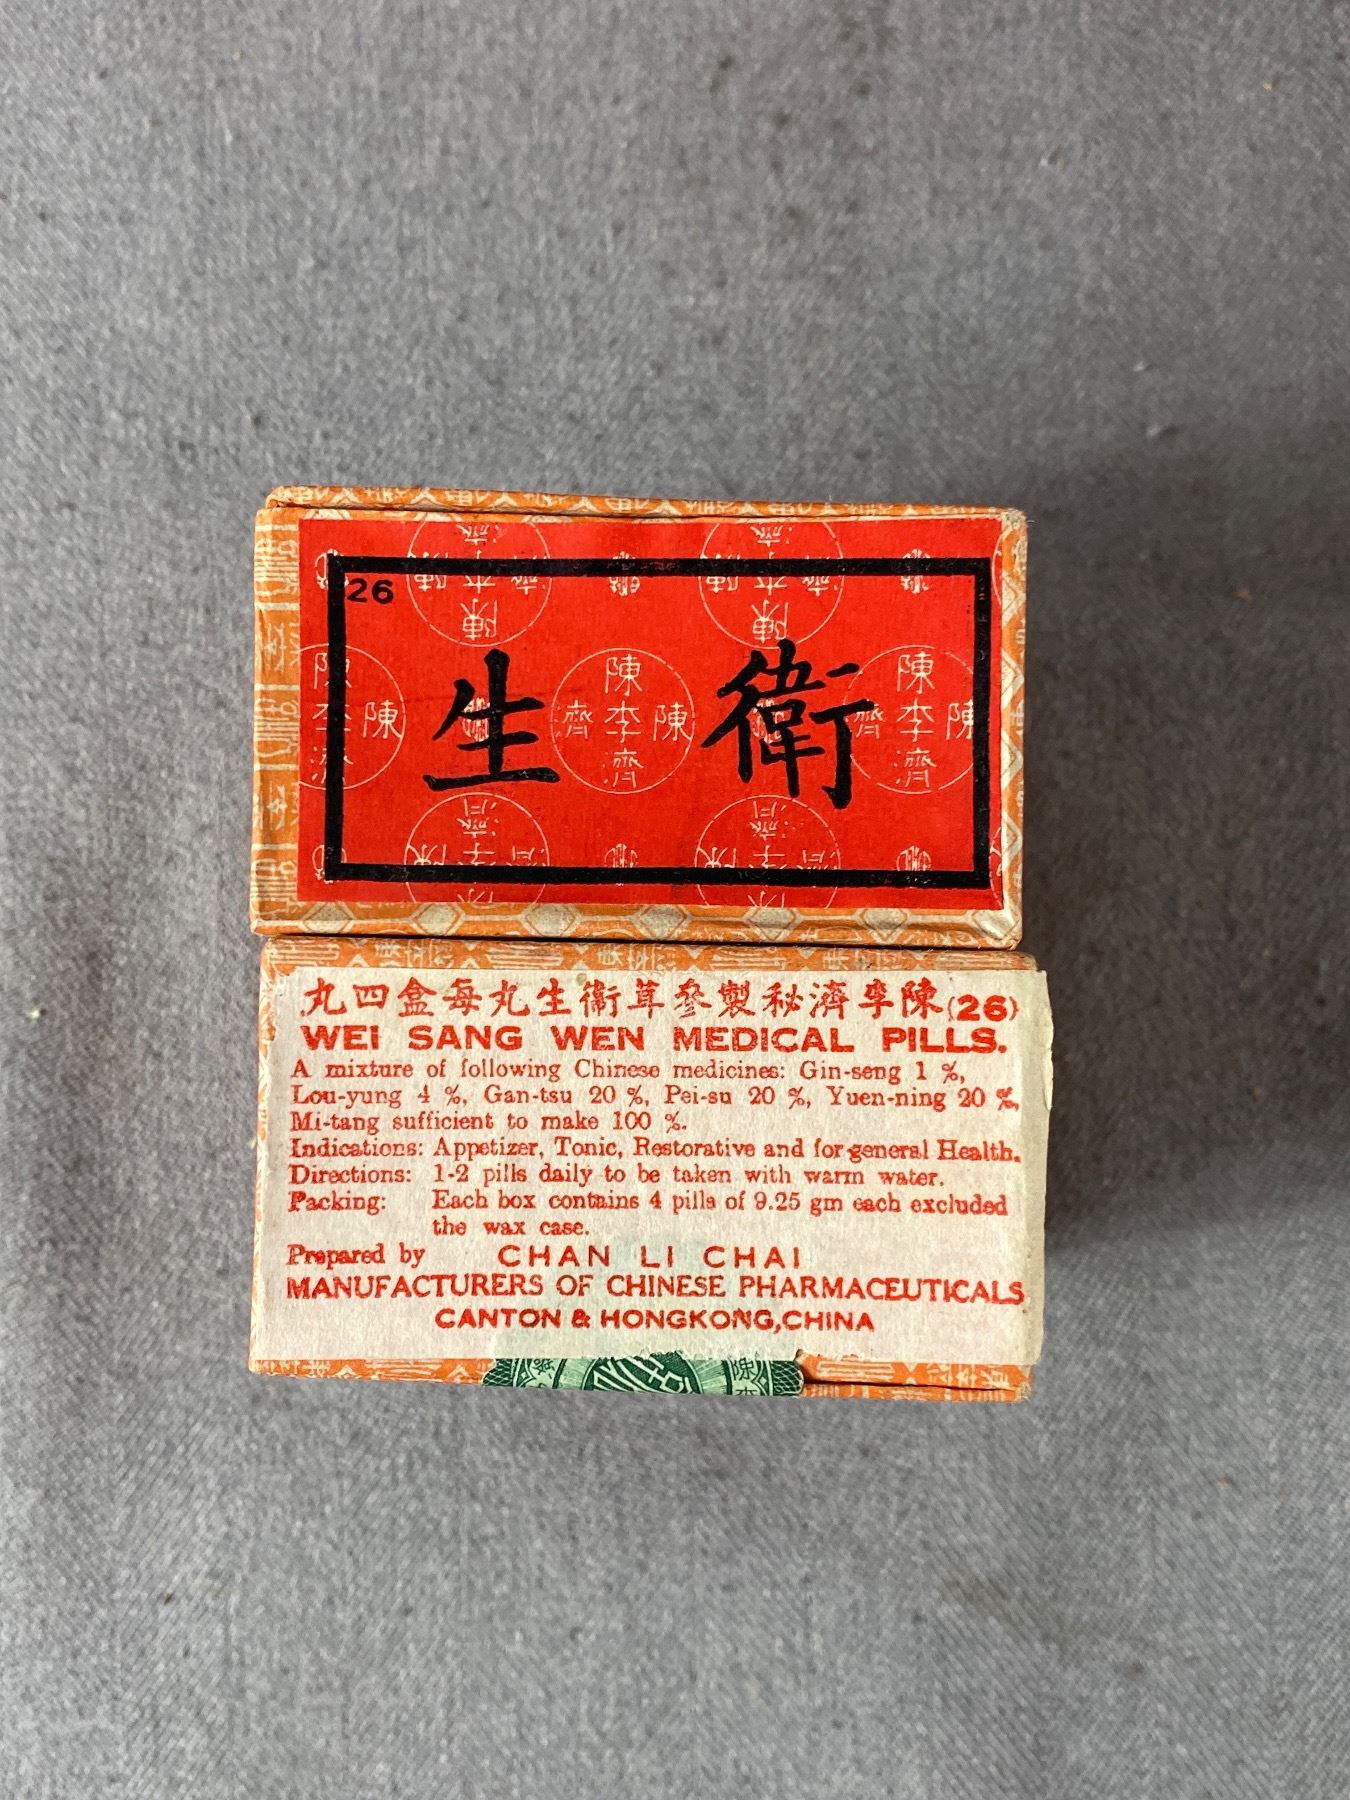 26
衛生
陳李濟
陳李濟秘製參茸衛生丸每盒四丸
(26)
WEI SANG WEN MEDICAL PILLS.
A mixture of following Chinese medicines: Gin-seng 1 %,
Lou-yung 4 %, Gan-tsu 20 %, Pei-su 20 %, Yuen-ning 20 %,
Mi-tang sufficient to make 100 %.
Indications: Appetizer, Tonic, Restorative and for general Health.
Directions: 1-2 pills daily to be taken with warm water.
Packing: Each box contains 4 pills of 9.25 gm each excluded
the wax case.
Prepared by CHAN LI CHAI
MANUFACTURERS OF CHINESE PHARMACEUTICALS
CANTON & HONGKONG,CHINA